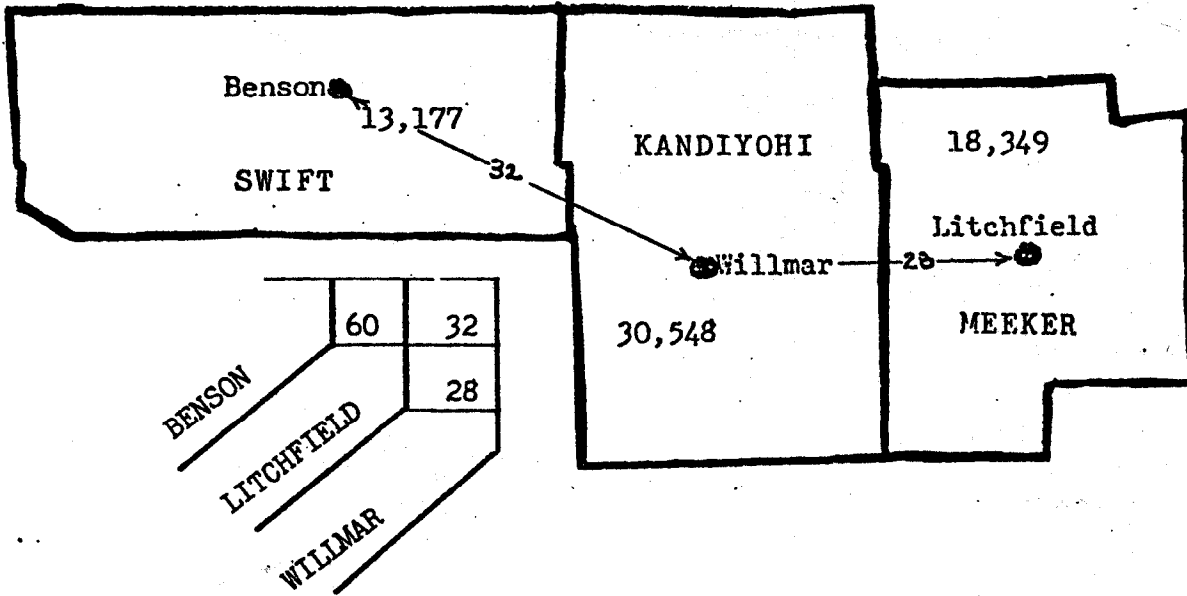 Benson
13,177
32
SWIFT
KANDIYOHI
Willmar
28
30,548
18,349
Litchfield
MEEKER
60 32
28
BENSON
LITCHFIELD
WILLMAR